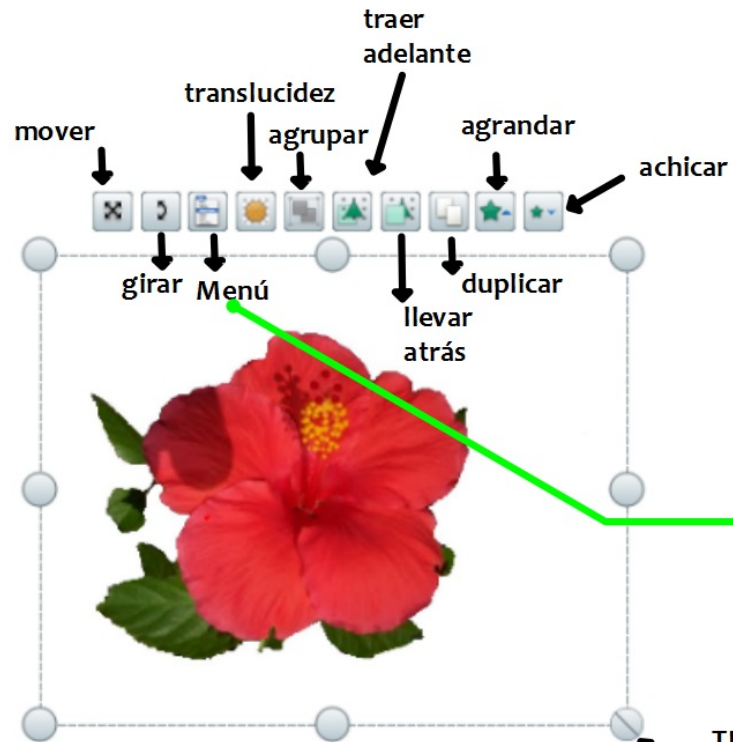 traer
adelante
translucidez
mover
agrupar
agrandar
achicar
girar
Menú
duplicar
llevar
atrás